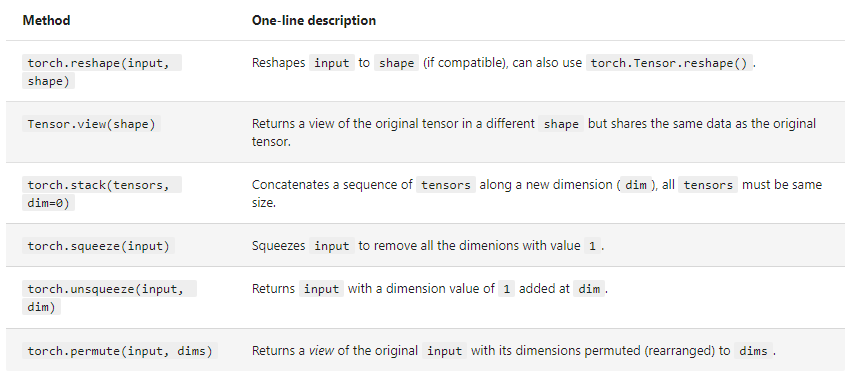 Method One-line description
torch.reshape(input, shape) Reshapes input to shape (if compatible), can also use torch.Tensor.reshape() .
Tensor.view(shape) Returns a view of the original tensor in a different shape but shares the same data as the original tensor.
torch.stack(tensors, dim=0) Concatenates a sequence of tensors along a new dimension ( dim ), all tensors must be same size.
torch.squeeze(input) Squeezes input to remove all the dimenions with value 1 .
torch.unsqueeze(input, dim) Returns input with a dimension value of 1 added at dim .
torch.permute(input, dims) Returns a view of the original input with its dimensions permuted (rearranged) to dims .